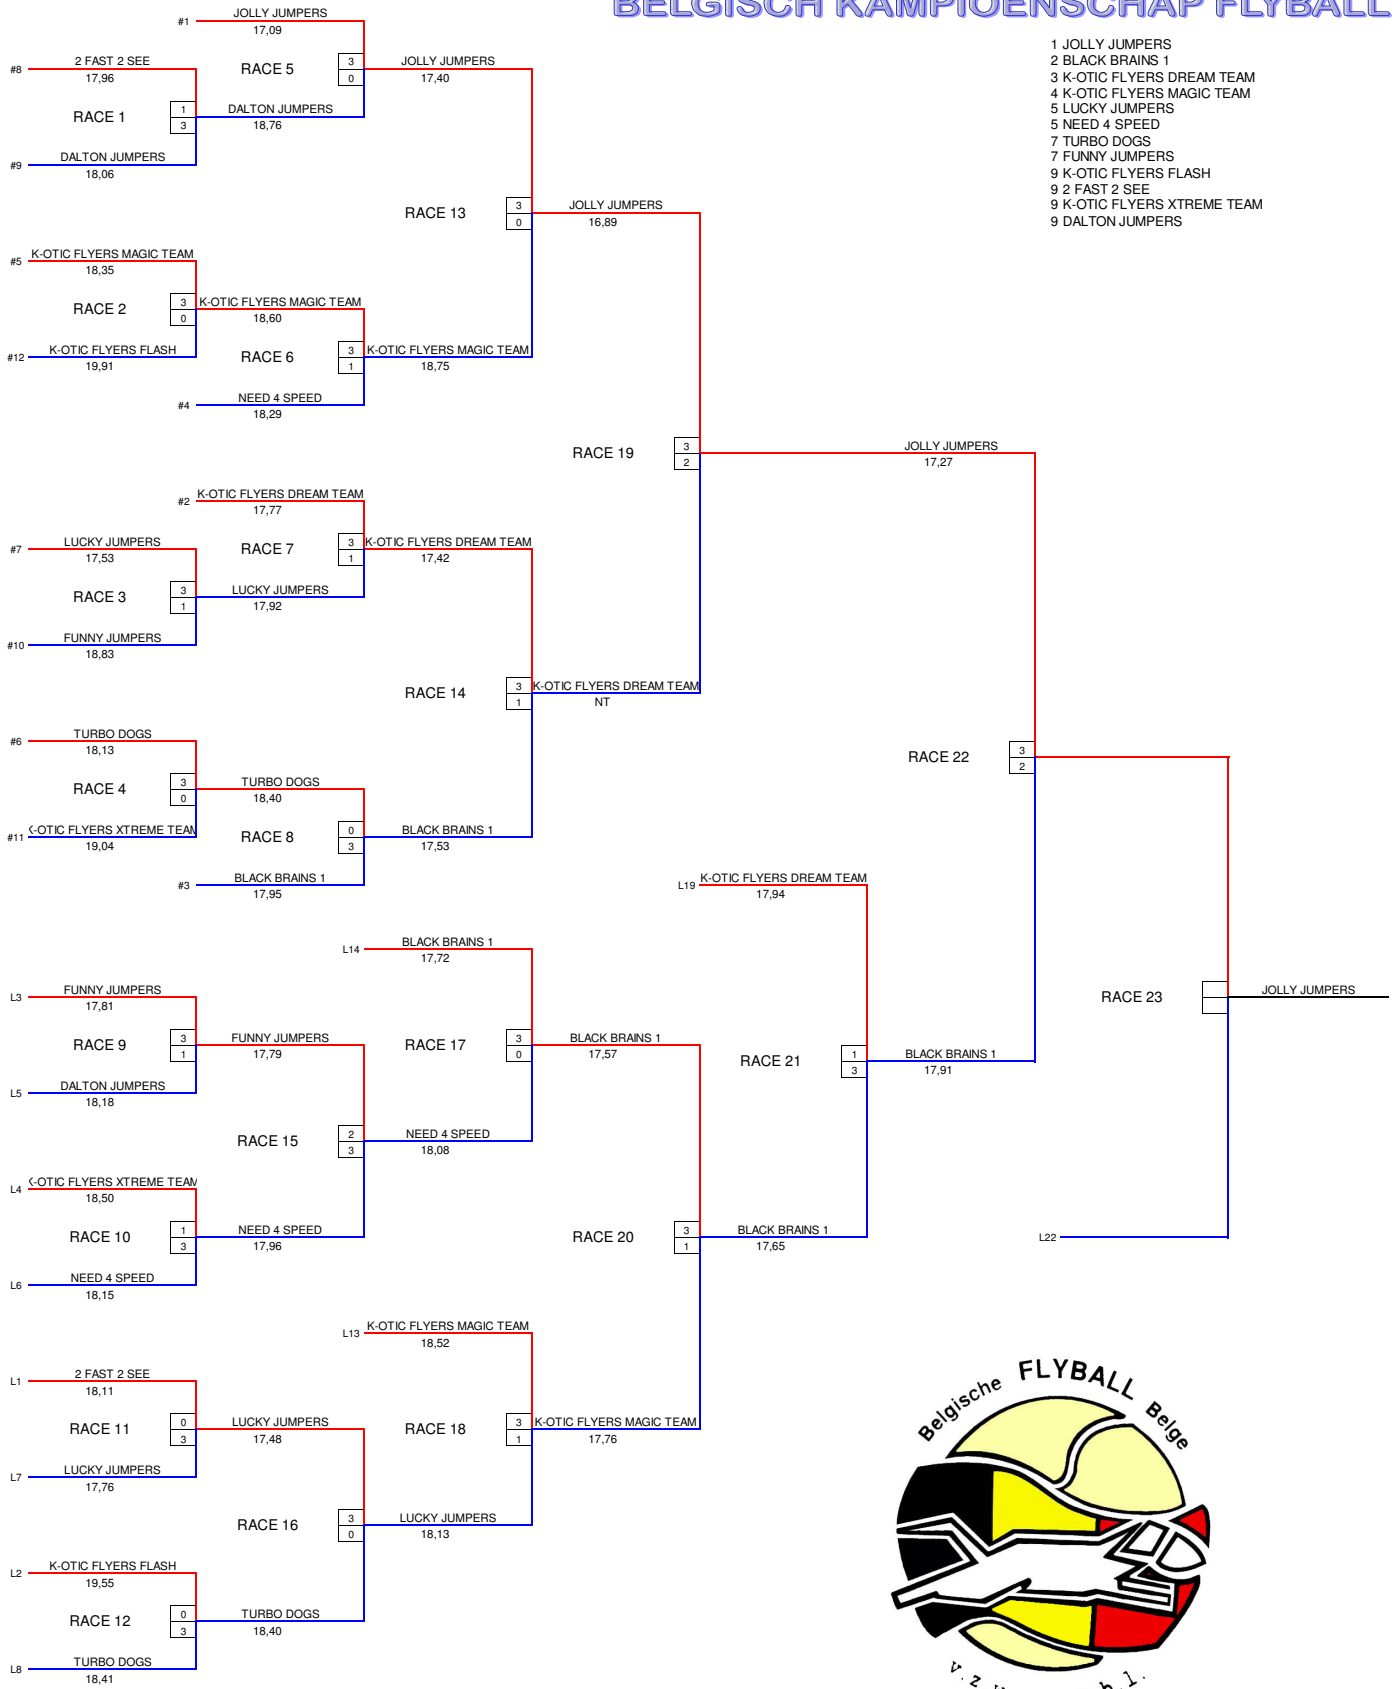 BELGISCH KAMPIOENSCHAP FLYBALL
1 JOLLY JUMPERS
2 BLACK BRAINS 1
3 K-OTIC FLYERS DREAM TEAM
4 K-OTIC FLYERS MAGIC TEAM
5 LUCKY JUMPERS
5 NEED 4 SPEED
7 TURBO DOGS
7 FUNNY JUMPERS
9 K-OTIC FLYERS FLASH
9 2 FAST 2 SEE
9 K-OTIC FLYERS XTREME TEAM
9 DALTON JUMPERS
#1 JOLLY JUMPERS
17,09
#8 2 FAST 2 SEE
17,96
RACE 5 3 0
JOLLY JUMPERS
17,40
RACE 1 1 3
DALTON JUMPERS
18,76
#9 DALTON JUMPERS
18,06
RACE 13 3 0
JOLLY JUMPERS
16,89
#5 K-OTIC FLYERS MAGIC TEAM
18,35
RACE 2 3 0
K-OTIC FLYERS MAGIC TEAM
18,60
#12 K-OTIC FLYERS FLASH
19,91
RACE 6 3 1
K-OTIC FLYERS MAGIC TEAM
18,75
#4 NEED 4 SPEED
18,29
RACE 19 3 2
JOLLY JUMPERS
17,27
#2 K-OTIC FLYERS DREAM TEAM
17,77
#7 LUCKY JUMPERS
17,53
RACE 7 3 1
K-OTIC FLYERS DREAM TEAM
17,42
RACE 3 3 1
LUCKY JUMPERS
17,92
#10 FUNNY JUMPERS
18,83
RACE 14 3 1
K-OTIC FLYERS DREAM TEAM
NT
#6 TURBO DOGS
18,13
RACE 22 3 2
RACE 4 3 0
TURBO DOGS
18,40
#11 K-OTIC FLYERS XTREME TEAM
19,04
RACE 8 0 3
BLACK BRAINS 1
17,53
#3 BLACK BRAINS 1
17,95
L19 K-OTIC FLYERS DREAM TEAM
17,94
L14 BLACK BRAINS 1
17,72
L3 FUNNY JUMPERS
17,81
RACE 23
JOLLY JUMPERS
RACE 9 3 1
FUNNY JUMPERS
17,79
RACE 17 3 0
BLACK BRAINS 1
17,57
RACE 21 1 3
BLACK BRAINS 1
17,91
L5 DALTON JUMPERS
18,18
RACE 15 2 3
NEED 4 SPEED
18,08
L4 K-OTIC FLYERS XTREME TEAM
18,50
RACE 10 1 3
NEED 4 SPEED
17,96
RACE 20 3 1
BLACK BRAINS 1
17,65
L22
L6 NEED 4 SPEED
18,15
L13 K-OTIC FLYERS MAGIC TEAM
18,52
L1 2 FAST 2 SEE
18,11
RACE 11 0 3
LUCKY JUMPERS
17,48
RACE 18 3 1
K-OTIC FLYERS MAGIC TEAM
17,76
L7 LUCKY JUMPERS
17,76
RACE 16 3 0
LUCKY JUMPERS
18,13
L2 K-OTIC FLYERS FLASH
19,55
RACE 12 0 3
TURBO DOGS
18,40
L8 TURBO DOGS
18,41
Belgische FLYBALL Belge
v.z. b.l.